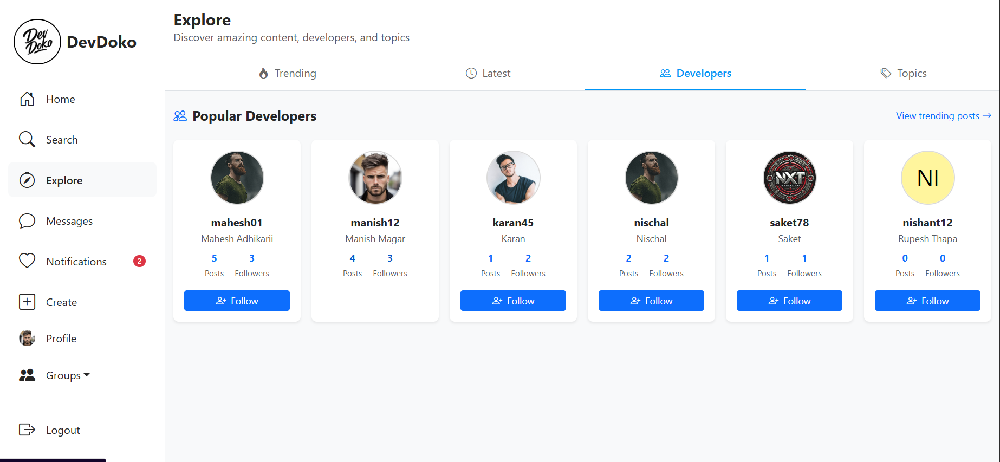 Dev
Doko
DevDoko
Home
Search
Explore
Messages
Notifications
2
Create
Profile
Groups
Logout
Explore
Discover amazing content, developers, and topics
Trending
Latest
Developers
Topics
Popular Developers
View trending posts →
mahesh01
Mahesh Adhikarii
5 3
Posts Followers
Follow
manish12
Manish Magar
4 3
Posts Followers
karan45
Karan
1 2
Posts Followers
Follow
nischal
Nischal
2 2
Posts Followers
Follow
NXT
INNOVATIONS
saket78
Saket
1 1
Posts Followers
Follow
NI
nishant12
Rupesh Thapa
0 0
Posts Followers
Follow